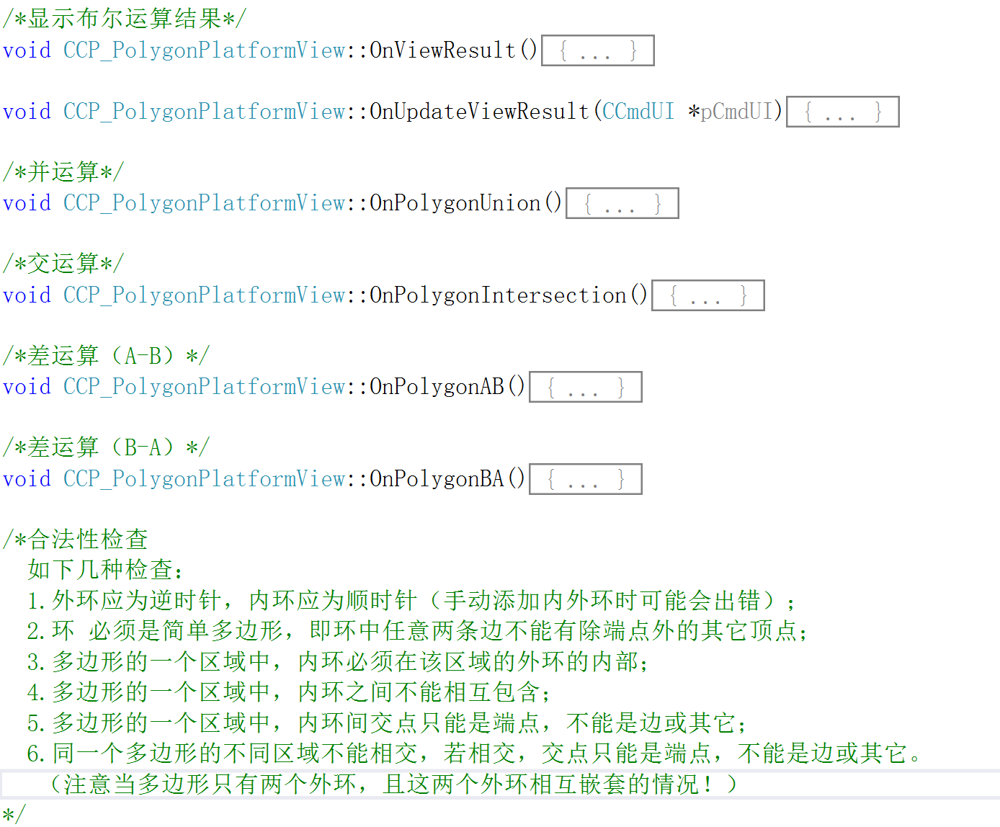 /*显示布尔运算结果*/
void CCP_PolygonPlatformView::OnViewResult(){ ... }
void CCP_PolygonPlatformView::OnUpdateViewResult(CCmdUI *pCmdUI){ ... }
/*并运算*/
void CCP_PolygonPlatformView::OnPolygonUnion(){ ... }
/*交运算*/
void CCP_PolygonPlatformView::OnPolygonIntersection(){ ... }
/*差运算（A-B）*/
void CCP_PolygonPlatformView::OnPolygonAB(){ ... }
/*差运算（B-A）*/
void CCP_PolygonPlatformView::OnPolygonBA(){ ... }
/*合法性检查
如下几种检查：
1.外环应为逆时针，内环应为顺时针（手动添加内外环时可能会出错）；
2.环 必须是简单多边形，即环中任意两条边不能有除端点外的其它顶点；
3.多边形的一个区域中，内环必须在该区域的外环的内部；
4.多边形的一个区域中，内环之间不能相互包含；
5.多边形的一个区域中，内环间交点只能是端点，不能是边或其它；
6.同一个多边形的不同区域不能相交，若相交，交点只能是端点，不能是边或其它。
（注意当多边形只有两个外环，且这两个外环相互嵌套的情况！）
*/